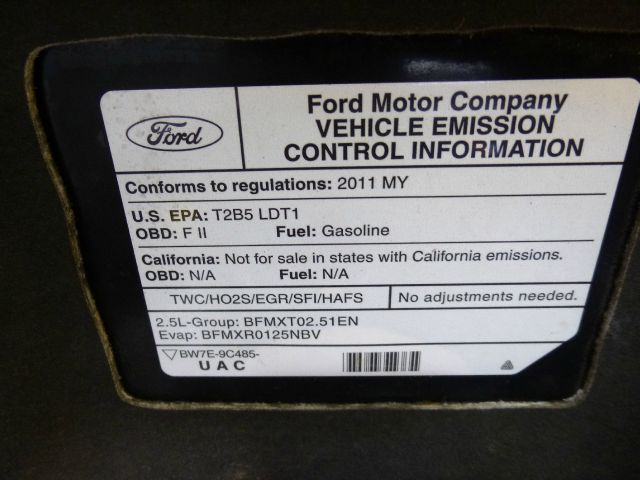 Ford
Ford Motor Company
VEHICLE EMISSION
CONTROL INFORMATION
Conforms to regulations: 2011 MY
U.S. EPA: T2B5 LDT1
OBD: F II Fuel: Gasoline
California: Not for sale in states with California emissions.
OBD: N/A Fuel: N/A
TWC/HO2S/EGR/SFI/HAFS No adjustments needed.
2.5L-Group: BFMXT02.51EN
Evap: BFMXR0125NBV
BW7E-9C485-
U A C